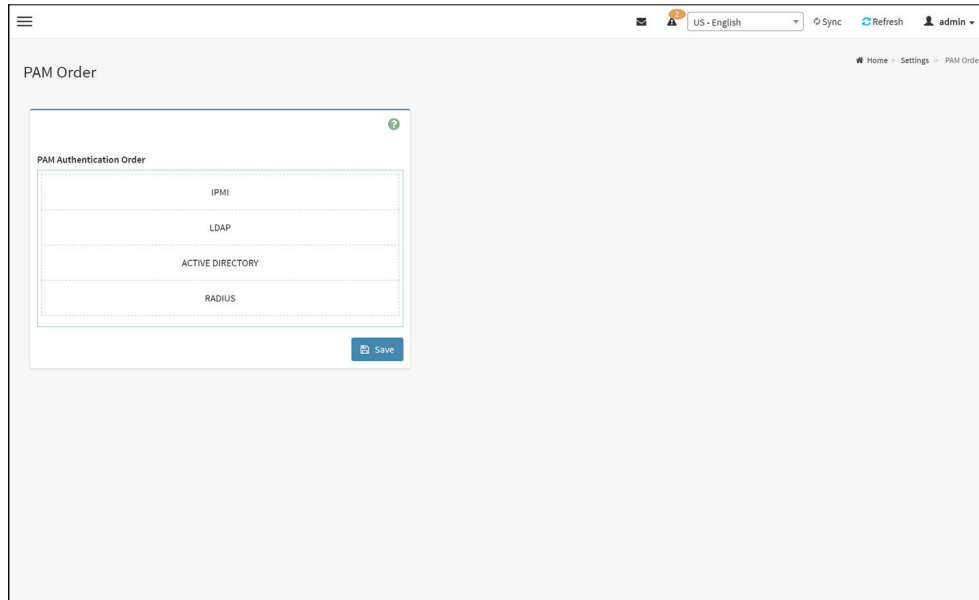 2
US - English
Sync
Refresh
admin
PAM Order
Home > Settings > PAM Orde
PAM Authentication Order
IPMI
LDAP
ACTIVE DIRECTORY
RADIUS
Save